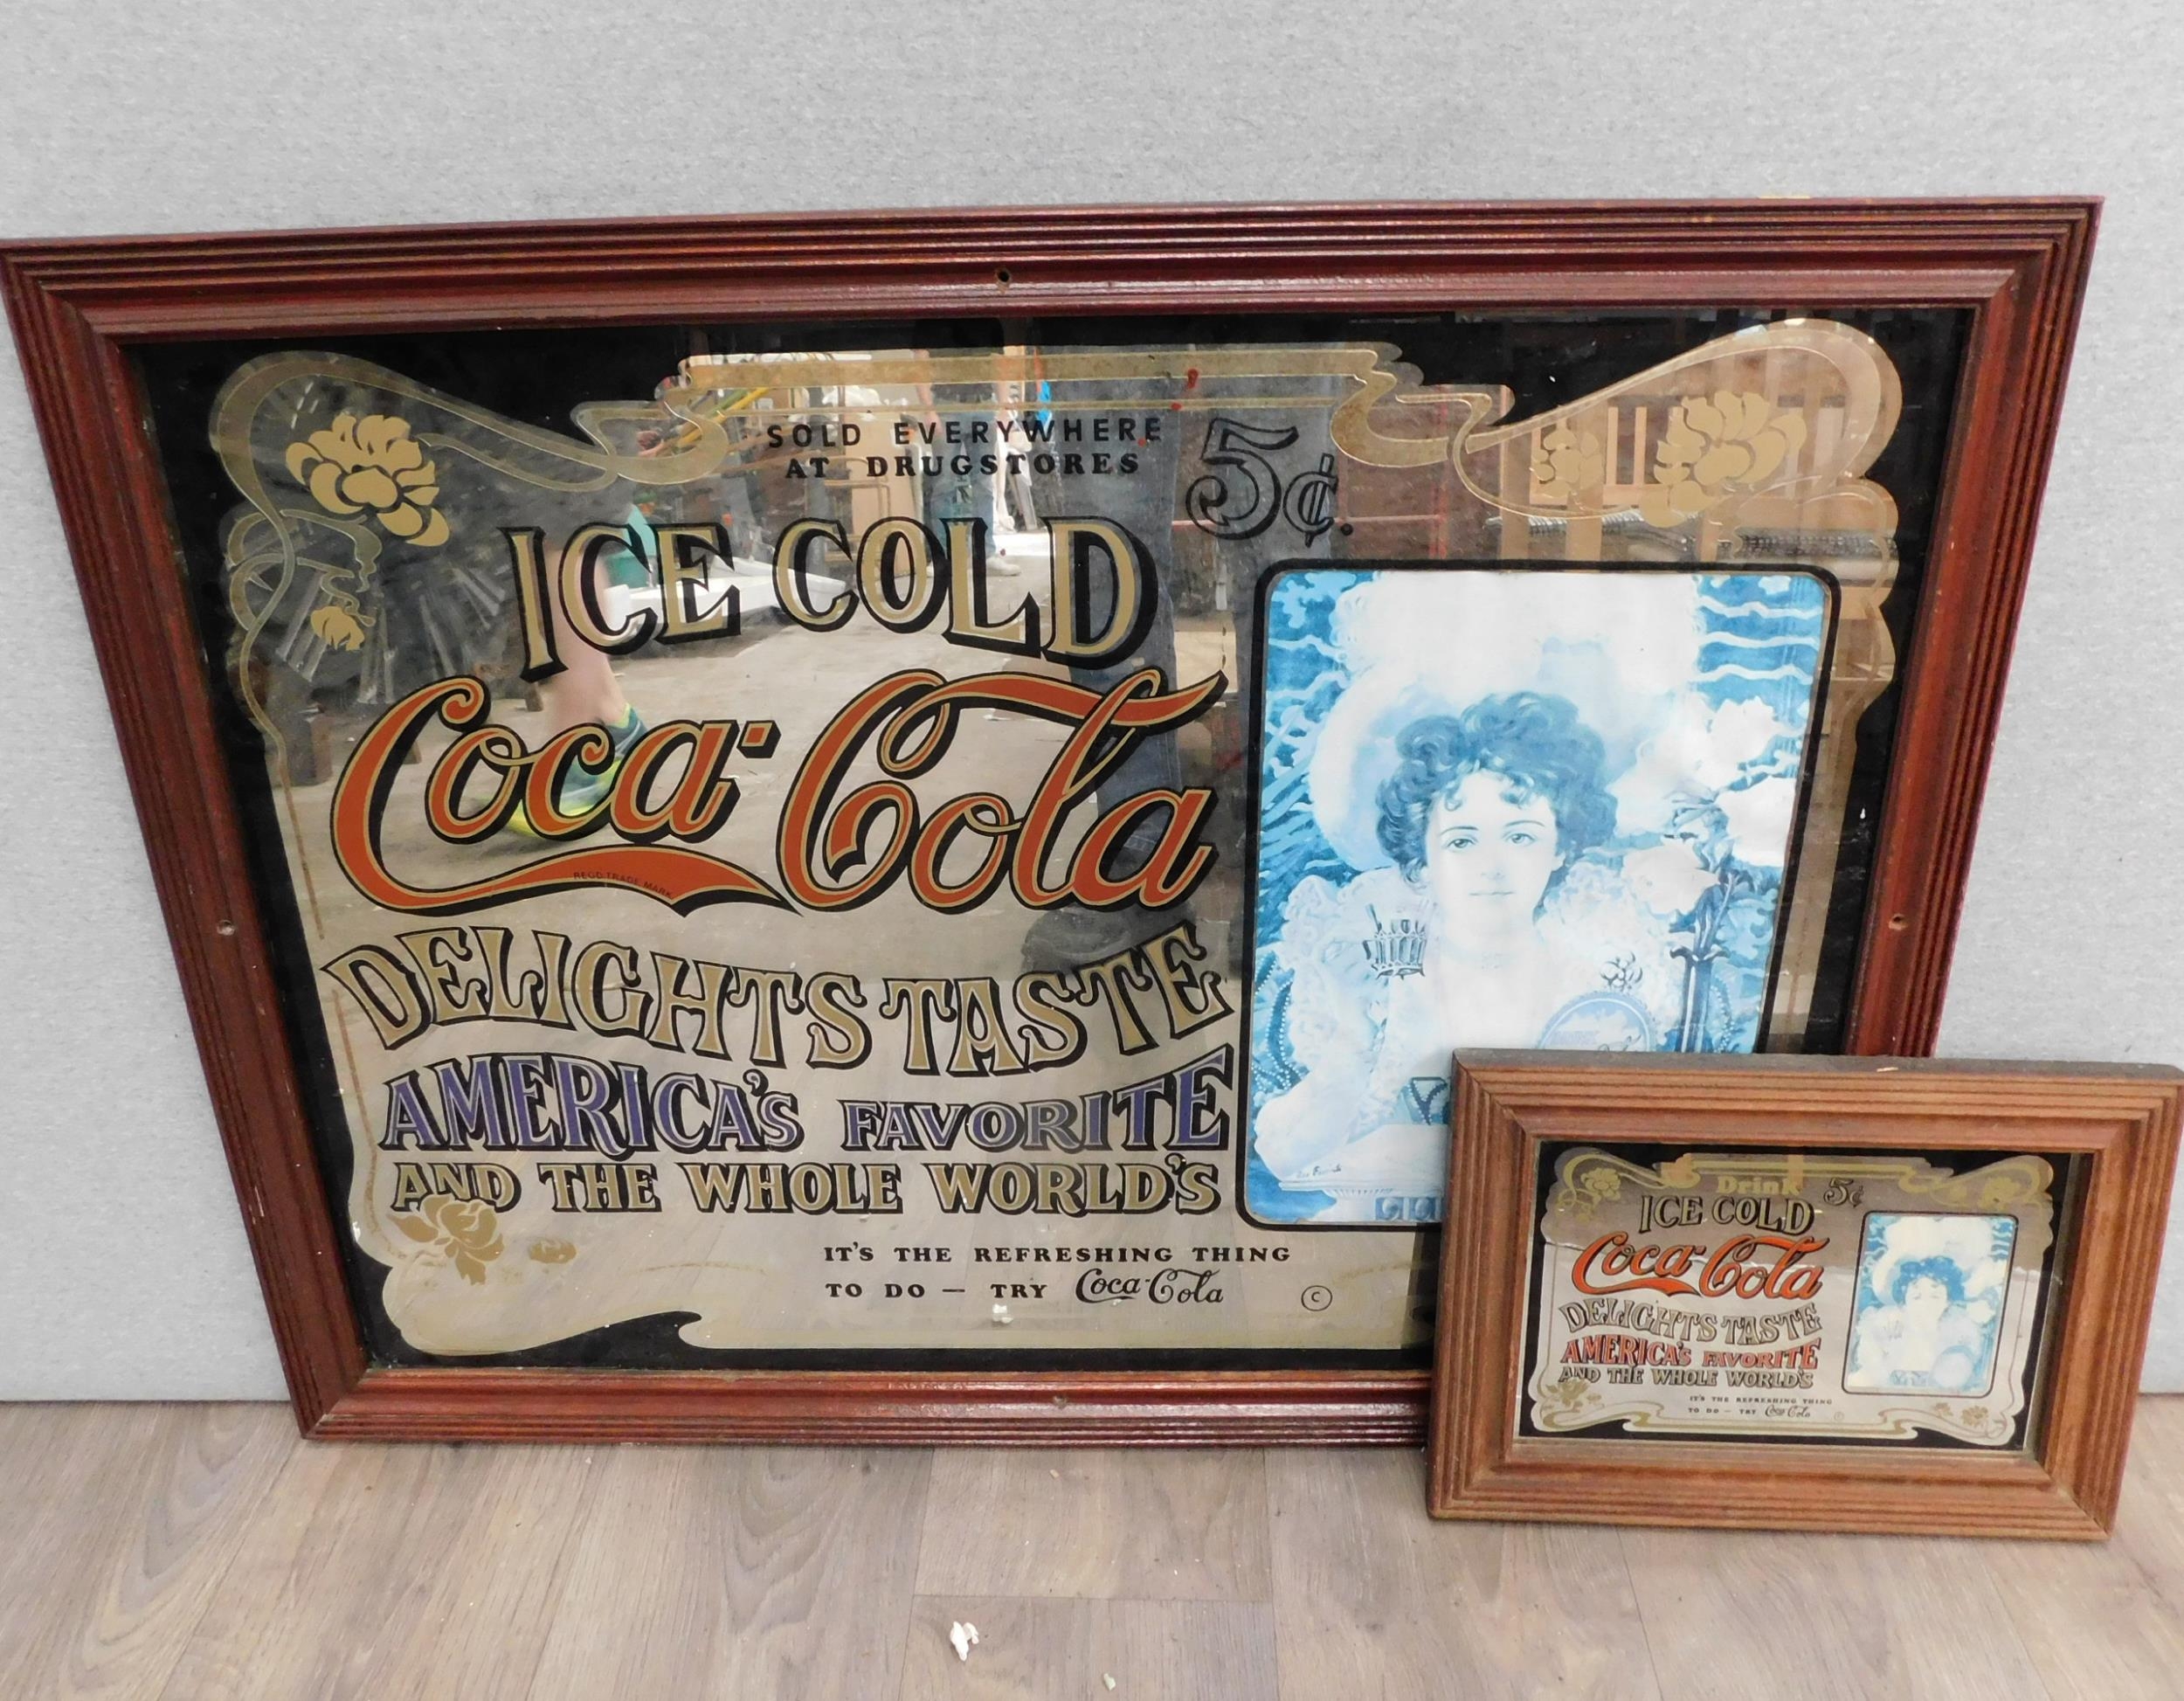 SOLD EVERYWHERE
AT DRUGSTORES
5¢.
ICE COLD
Coca-Cola
REGD TRADE MARK
DELIGHTS TASTE
AMERICA'S FAVORITE
AND THE WHOLE WORLD'S
IT'S THE REFRESHING THING
TO DO — TRY Coca-Cola
©
Drink 5¢
ICE COLD
Coca-Cola
DELIGHTS TASTE
AMERICA'S FAVORITE
AND THE WHOLE WORLD'S
IT'S THE REFRESHING THING
TO DO — TRY Coca-Cola